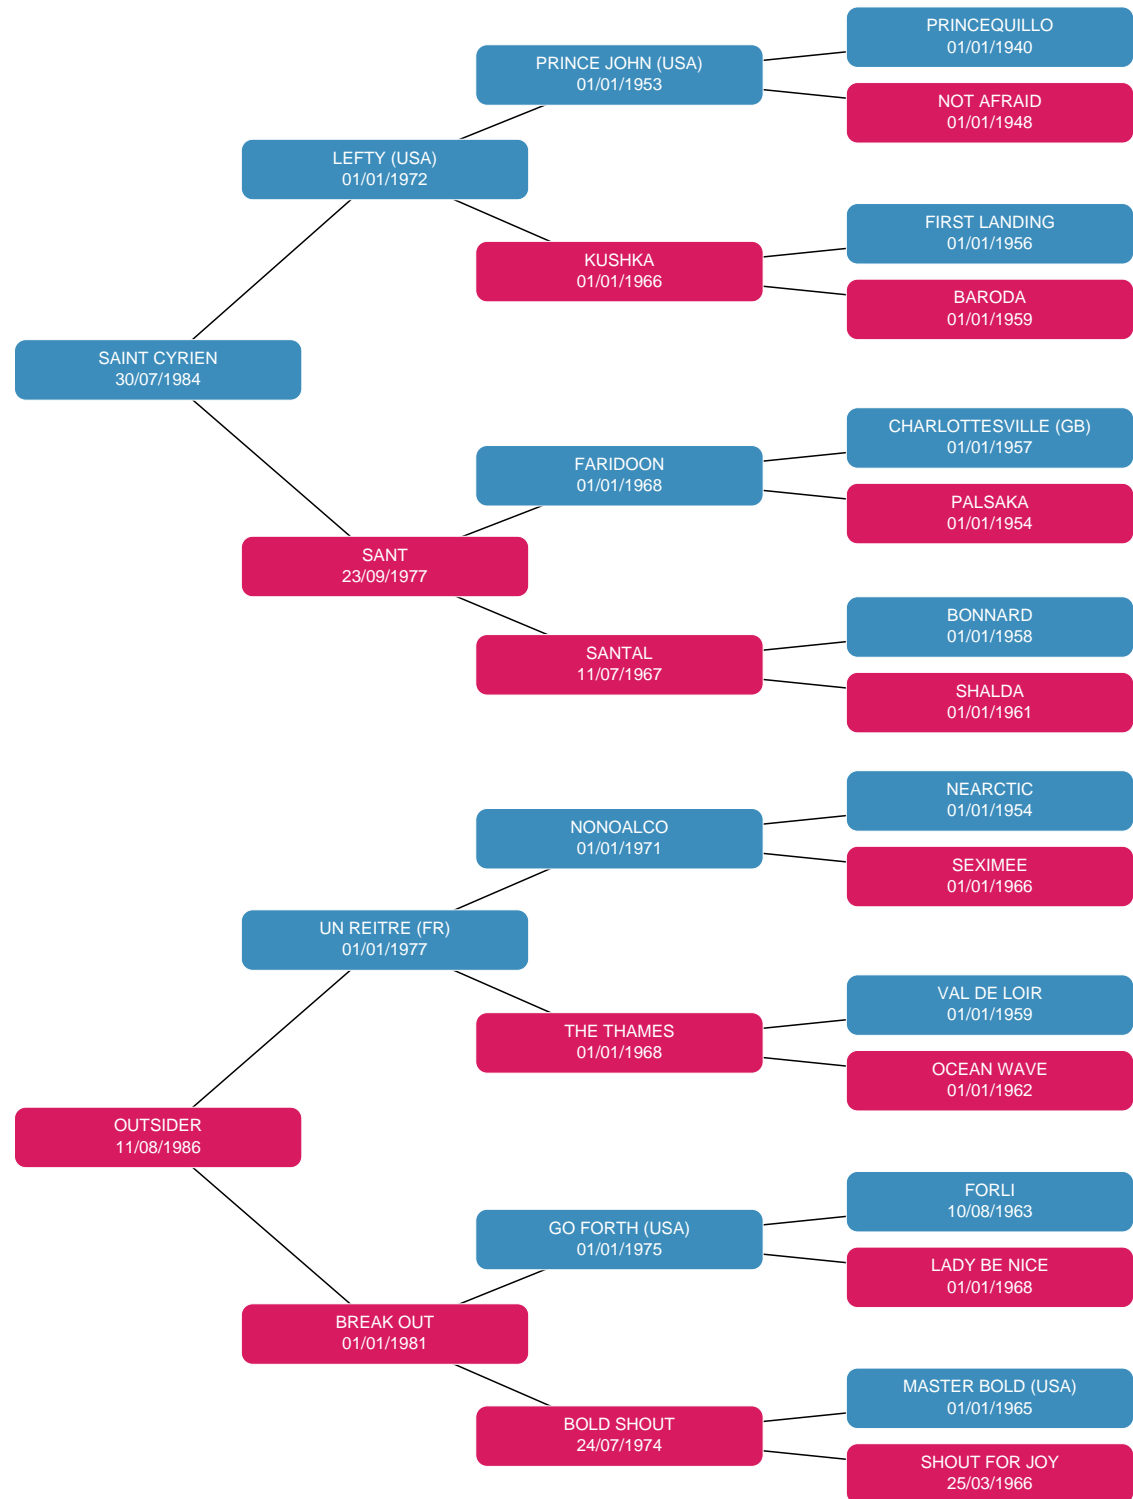 PRINCEQUILLO
01/01/1940
PRINCE JOHN (USA)
01/01/1953
NOT AFRAID
01/01/1948
LEFTY (USA)
01/01/1972
FIRST LANDING
01/01/1956
KUSHKA
01/01/1966
BARODA
01/01/1959
SAINT CYRIEN
30/07/1984
CHARLOTTESVILLE (GB)
01/01/1957
FARIDOON
01/01/1968
PALSAKA
01/01/1954
SANT
23/09/1977
BONNARD
01/01/1958
SANTAL
11/07/1967
SHALDA
01/01/1961
NEARCTIC
01/01/1954
NONOALCO
01/01/1971
SEXIMEE
01/01/1966
UN REITRE (FR)
01/01/1977
VAL DE LOIR
01/01/1959
THE THAMES
01/01/1968
OCEAN WAVE
01/01/1962
OUTSIDER
11/08/1986
FORLI
10/08/1963
GO FORTH (USA)
01/01/1975
LADY BE NICE
01/01/1968
BREAK OUT
01/01/1981
MASTER BOLD (USA)
01/01/1965
BOLD SHOUT
24/07/1974
SHOUT FOR JOY
25/03/1966